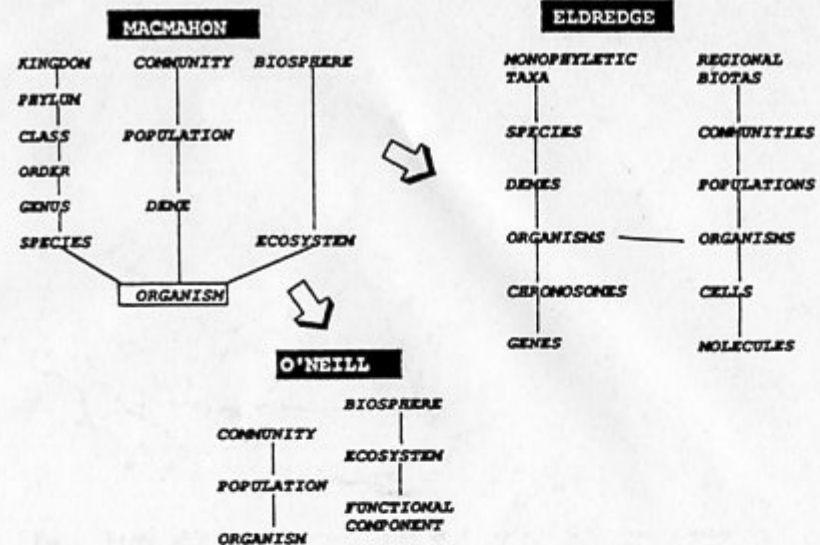 MACMAHON
KINGDOM COMMUNITY BIOSPHERE
PHYLUM
CLASS POPULATION
ORDER
GENUS DEME
SPECIES ECOSYSTEM
ORGANISM
ELDREDGE
MONOPHYLETIC REGIONAL
TAXA BIOTAS
SPECIES COMMUNITIES
DEMES POPULATIONS
ORGANISMS ORGANISMS
CHROMOSOMES CELLS
GENES MOLECULES
O'NEILL
BIOSPHERE
COMMUNITY
ECOSYSTEM
POPULATION
FUNCTIONAL
COMPONENT
ORGANISM